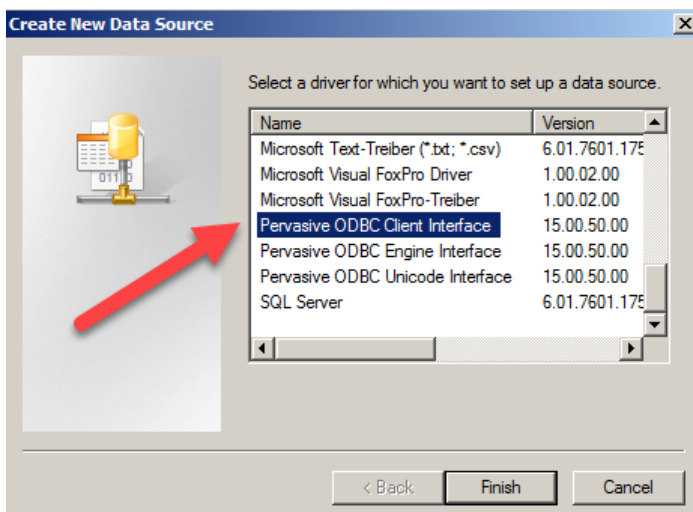 Create New Data Source
Select a driver for which you want to set up a data source.
Name Version
Microsoft Text-Treiber (*.txt; *.csv) 6.01.7601.175
Microsoft Visual FoxPro Driver 1.00.02.00
Microsoft Visual FoxPro-Treiber 1.00.02.00
Pervasive ODBC Client Interface 15.00.50.00
Pervasive ODBC Engine Interface 15.00.50.00
Pervasive ODBC Unicode Interface 15.00.50.00
SQL Server 6.01.7601.175
< Back Finish Cancel